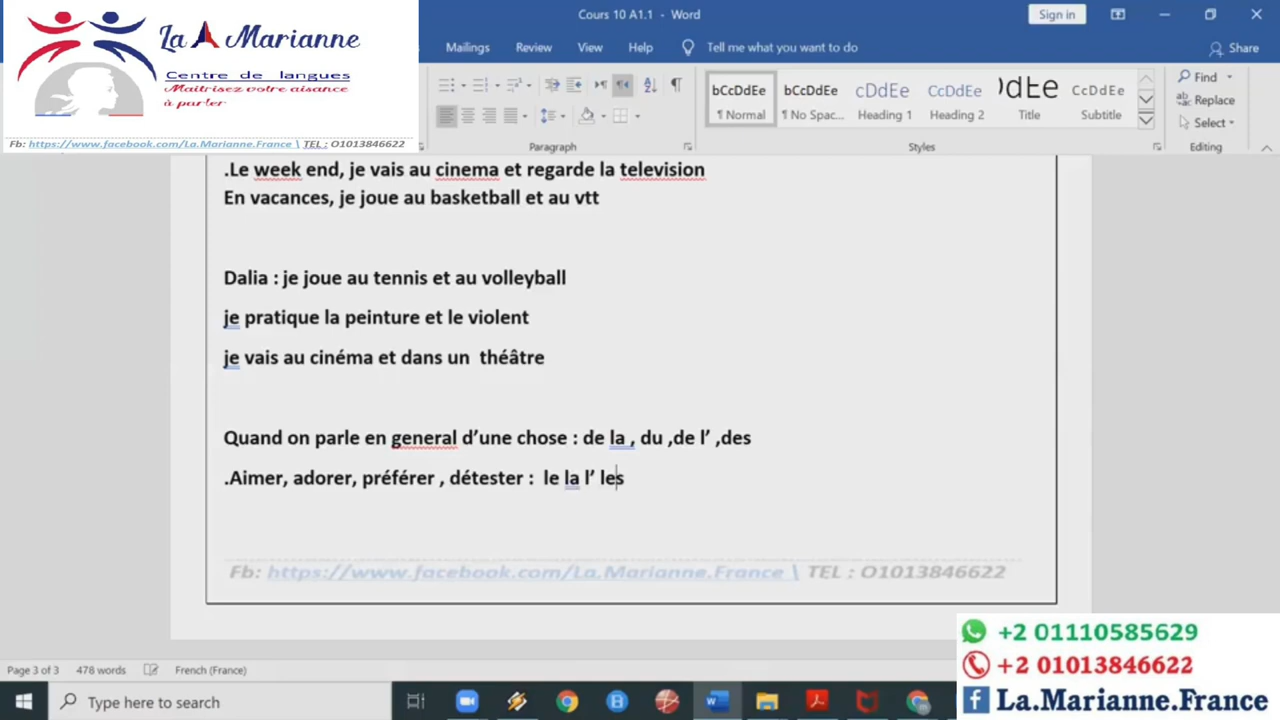 Cours 10 A1.1 - Word
Sign in
La Marianne
Centre de langues
Maîtrisez votre aisance
à parler
Fb: https://www.facebook.com/La.Marianne.France \ TEL : O1013846622
Mailings Review View Help Tell me what you want to do Share
bCcDdEe bCcDdEe cDdEe CcDdEe )dtE CcDdEe
¶ Normal ¶ No Spac... Heading 1 Heading 2 Title Subtitle
Find
Replace
Select
Paragraph Styles Editing
.Le week end, je vais au cinema et regarde la television
En vacances, je joue au basketball et au vtt
Dalia : je joue au tennis et au volleyball
je pratique la peinture et le violent
je vais au cinéma et dans un théâtre
Quand on parle en general d’une chose : de la , du ,de l’ ,des
.Aimer, adorer, préférer , détester : le la l’ les
Fb: https://www.facebook.com/La.Marianne.France \ TEL : O1013846622
Page 3 of 3 478 words French (France)
Type here to search
+2 01110585629
+2 01013846622
La.Marianne.France